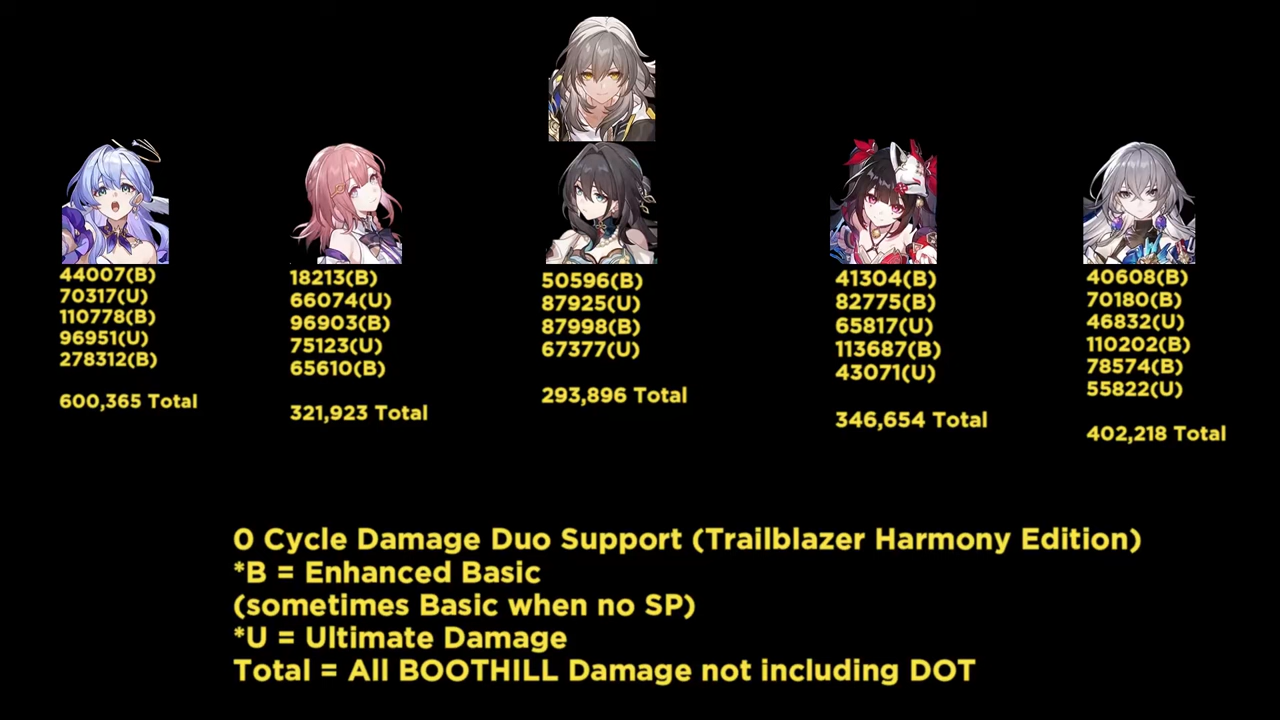 44007(B)
70317(U)
110778(B)
96951(U)
278312(B)
600,365 Total
18213(B)
66074(U)
96903(B)
75123(U)
65610(B)
321,923 Total
50596(B)
87925(U)
87998(B)
67377(U)
293,896 Total
41304(B)
82775(B)
65817(U)
113687(B)
43071(U)
346,654 Total
40608(B)
70180(B)
46832(U)
110202(B)
78574(B)
55822(U)
402,218 Total
0 Cycle Damage Duo Support (Trailblazer Harmony Edition)
*B = Enhanced Basic
(sometimes Basic when no SP)
*U = Ultimate Damage
Total = All BOOTHILL Damage not including DOT